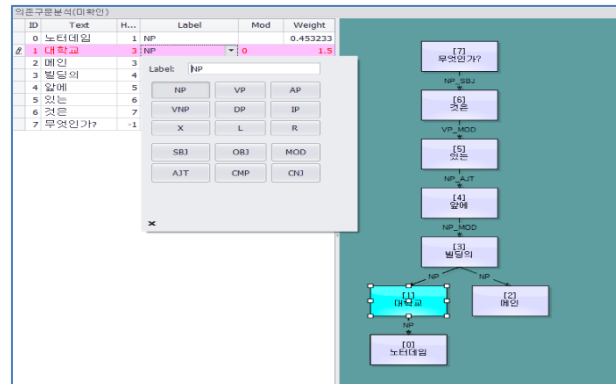 의존구문분석(미확인)
ID Text H... Label Mod Weight
0 노터데임 1 NP 0.453233
1 대학교 3 NP 0 1.5
2 메인 3
3 빌딩의 4
4 앞에 5
5 있는 6
6 것은 7
7 무엇인가? -1
Label: NP
NP VP AP
VNP DP IP
X L R
SBJ OBJ MOD
AJT CMP CNJ
×
[7]
무엇인가?
NP_SBJ
[6]
것은
VP_MOD
[5]
있는
NP_AJT
[4]
앞에
NP_MOD
[3]
빌딩의
NP NP
[1] [2]
대학교 메인
NP
[0]
노터데임